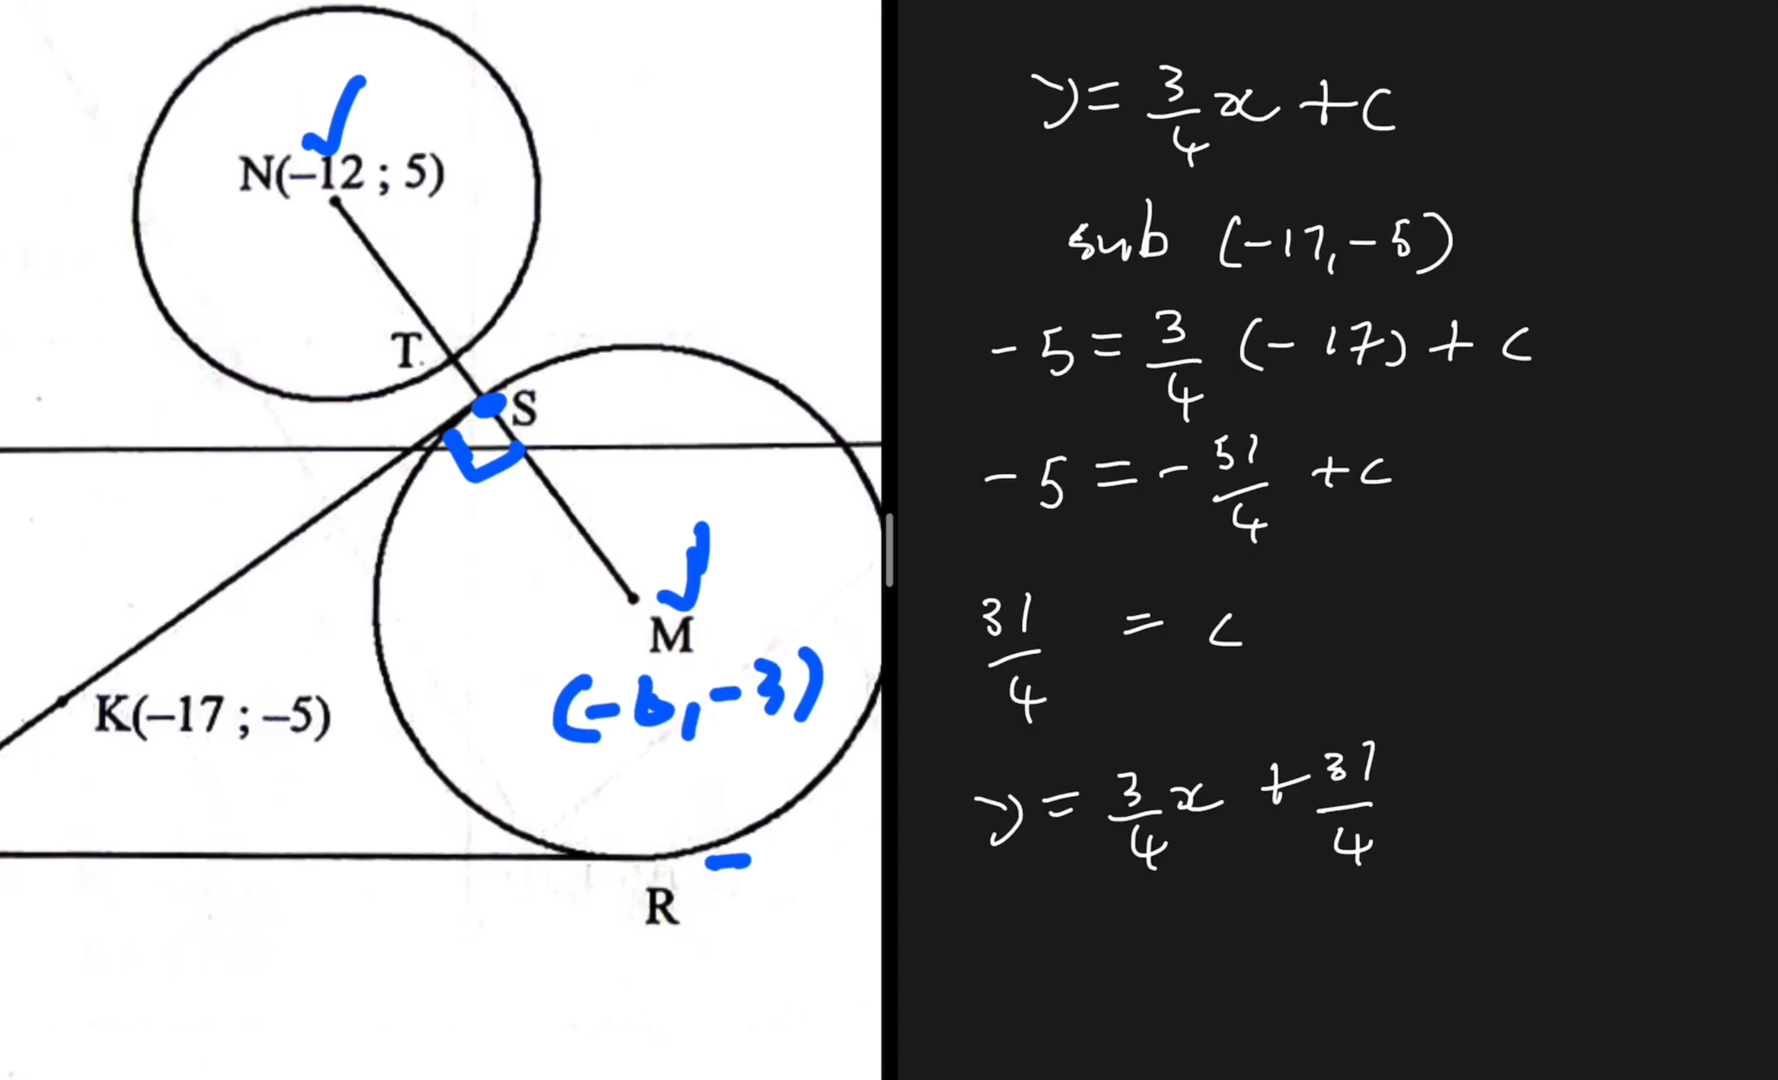 N(–12 ; 5)
T
S
M
(-6,-3)
K(–17 ; –5)
R
y = 3/4 x + c
sub (-17,-5)
-5 = 3/4 (-17) + c
-5 = - 51/4 + c
31/4 = c
y = 3/4 x + 31/4